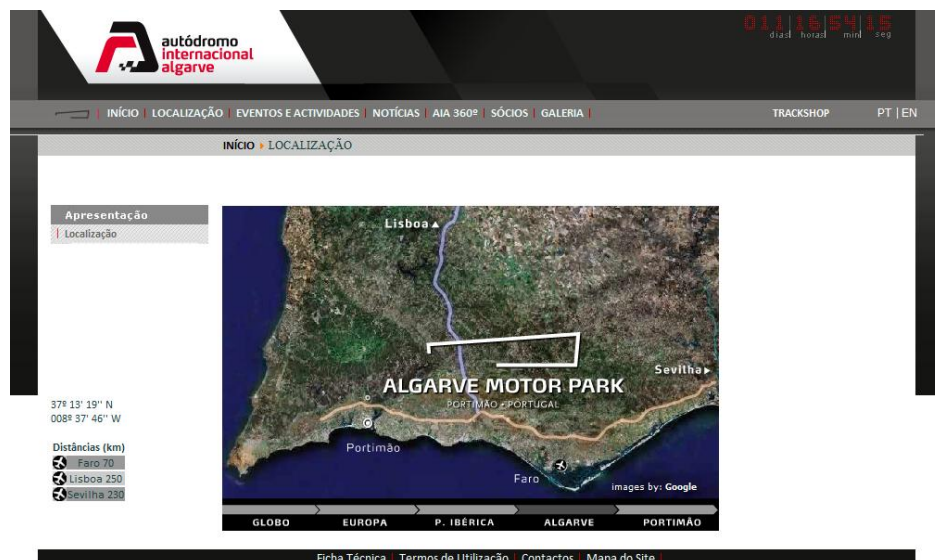 autódromo
internacional
algarve
011|16|54|15
dias| horas| min| seg
| INÍCIO | LOCALIZAÇÃO | EVENTOS E ACTIVIDADES | NOTÍCIAS | AIA 360º | SÓCIOS | GALERIA |
TRACKSHOP
PT | EN
INÍCIO LOCALIZAÇÃO
Apresentação
| Localização
37º 13' 19'' N
008º 37' 46'' W
Distâncias (km)
Faro 70
Lisboa 250
Sevilha 230
Lisboa
ALGARVE MOTOR PARK
PORTIMÃO - PORTUGAL
Sevilha
Portimão
Faro
images by: Google
GLOBO EUROPA P. IBÉRICA ALGARVE PORTIMÃO
Ficha Técnica | Termos de Utilização | Contactos | Mapa do Site |